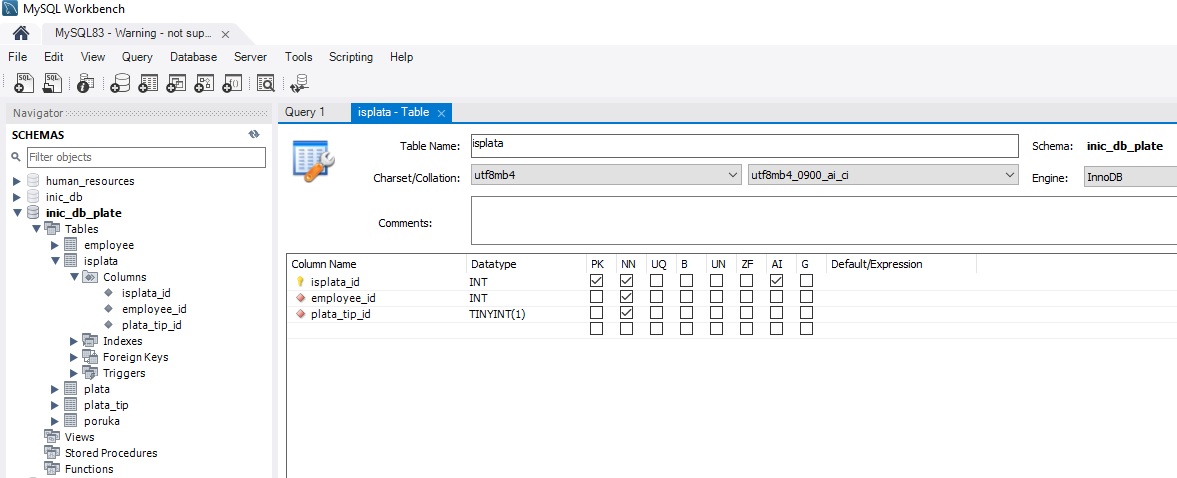 MySQL Workbench
MySQL83 - Warning - not sup... ×
File Edit View Query Database Server Tools Scripting Help
Navigator
SCHEMAS
Filter objects
human_resources
inic_db
inic_db_plate
Tables
employee
isplata
Columns
isplata_id
employee_id
plata_tip_id
Indexes
Foreign Keys
Triggers
plata
plata_tip
poruka
Views
Stored Procedures
Functions
Query 1 isplata - Table ×
Table Name: isplata Schema: inic_db_plate
Charset/Collation: utf8mb4 utf8mb4_0900_ai_ci Engine: InnoDB
Comments:
Column Name Datatype PK NN UQ B UN ZF AI G Default/Expression
isplata_id INT
employee_id INT
plata_tip_id TINYINT(1)